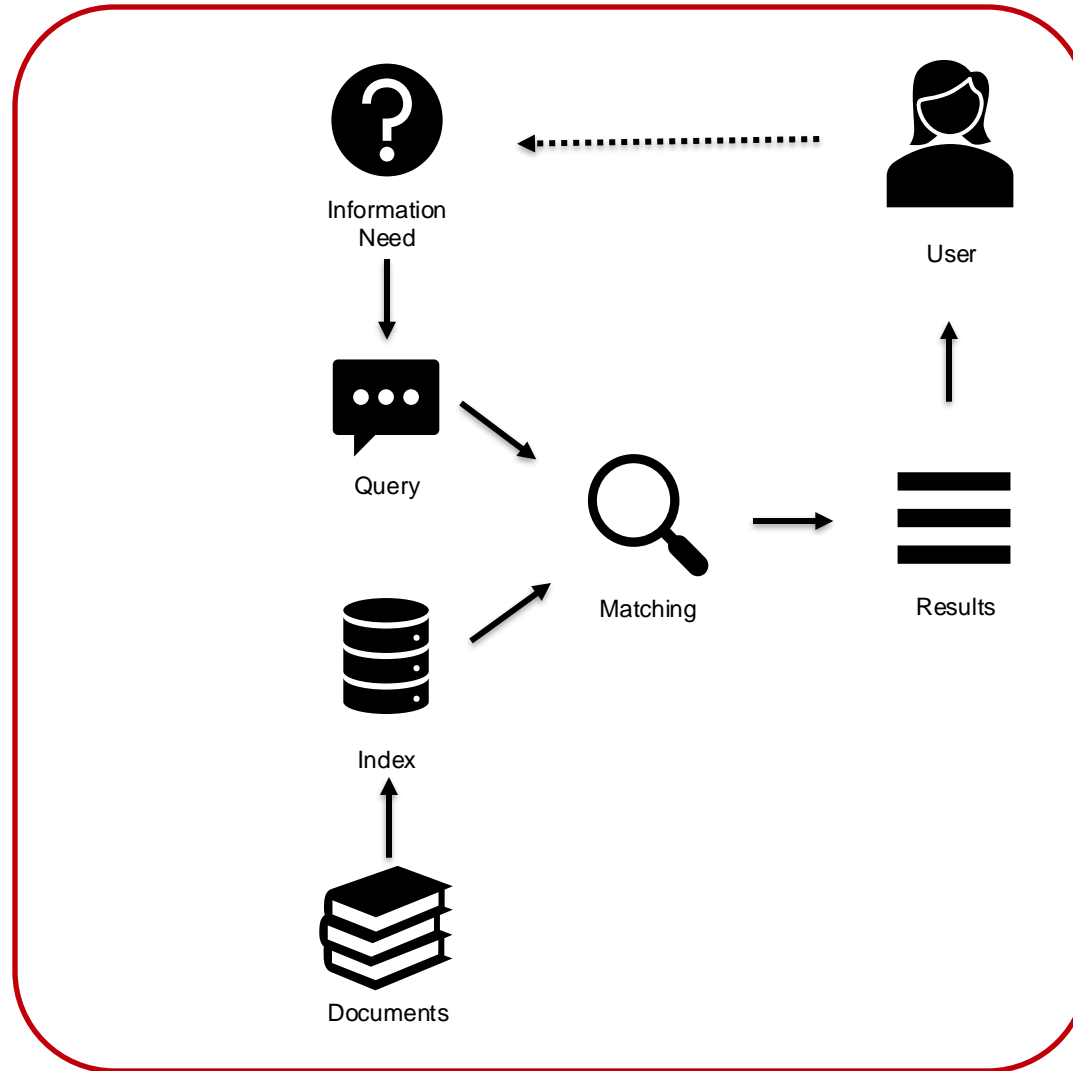 Information
Need
User
Query
Matching
Results
Index
Documents